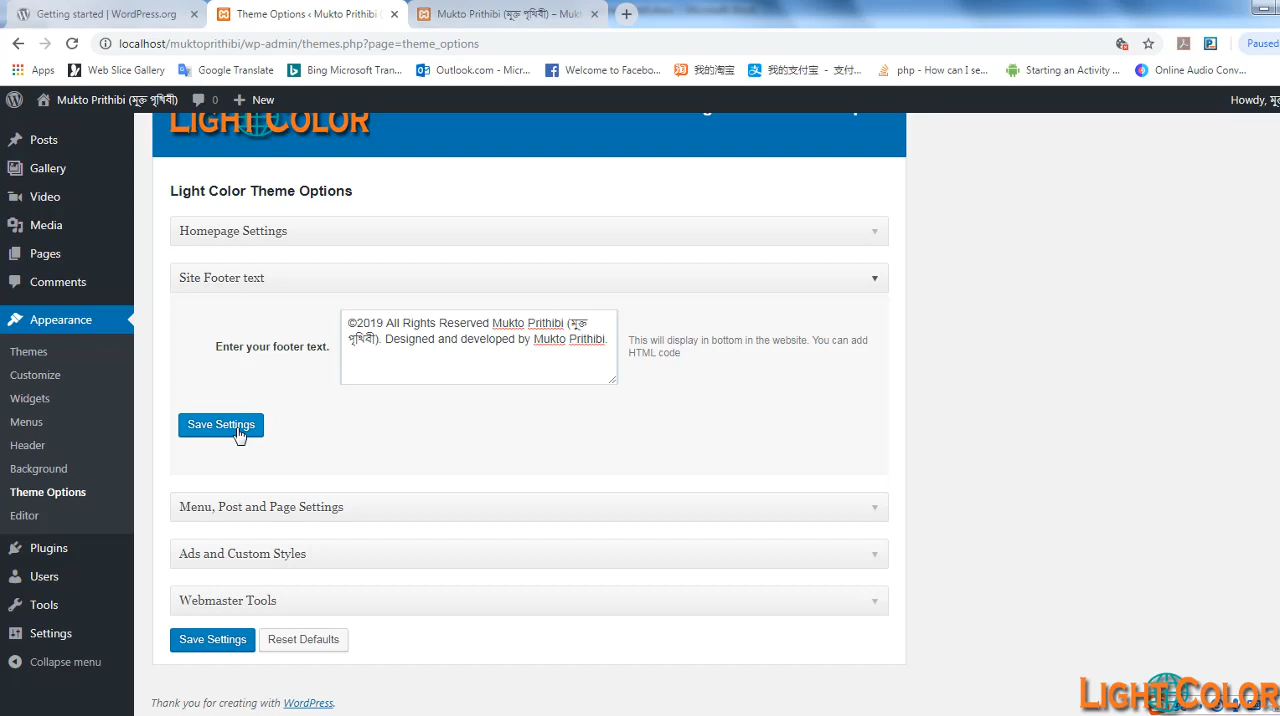 Getting started | WordPress.org
Theme Options ‹ Mukto Prithibi (
Mukto Prithibi (মুক্ত পৃথিবী) – Muk
localhost/muktoprithibi/wp-admin/themes.php?page=theme_options
Paused
Apps
Web Slice Gallery
Google Translate
Bing Microsoft Tran...
Outlook.com - Micr...
Welcome to Facebo...
我的淘宝
我的支付宝 - 支付...
php - How can I se...
Starting an Activity ...
Online Audio Conv...
Mukto Prithibi (মুক্ত পৃথিবী)
0
New
Howdy,
LIGHT COLOR
Posts
Gallery
Video
Media
Pages
Comments
Appearance
Themes
Customize
Widgets
Menus
Header
Background
Theme Options
Editor
Plugins
Users
Tools
Settings
Collapse menu
Light Color Theme Options
Homepage Settings
Site Footer text
Enter your footer text.
©2019 All Rights Reserved Mukto Prithibi (মুক্ত
পৃথিবী). Designed and developed by Mukto Prithibi.
This will display in bottom in the website. You can add
HTML code
Save Settings
Menu, Post and Page Settings
Ads and Custom Styles
Webmaster Tools
Save Settings
Reset Defaults
Thank you for creating with WordPress.
LIGHT COLOR